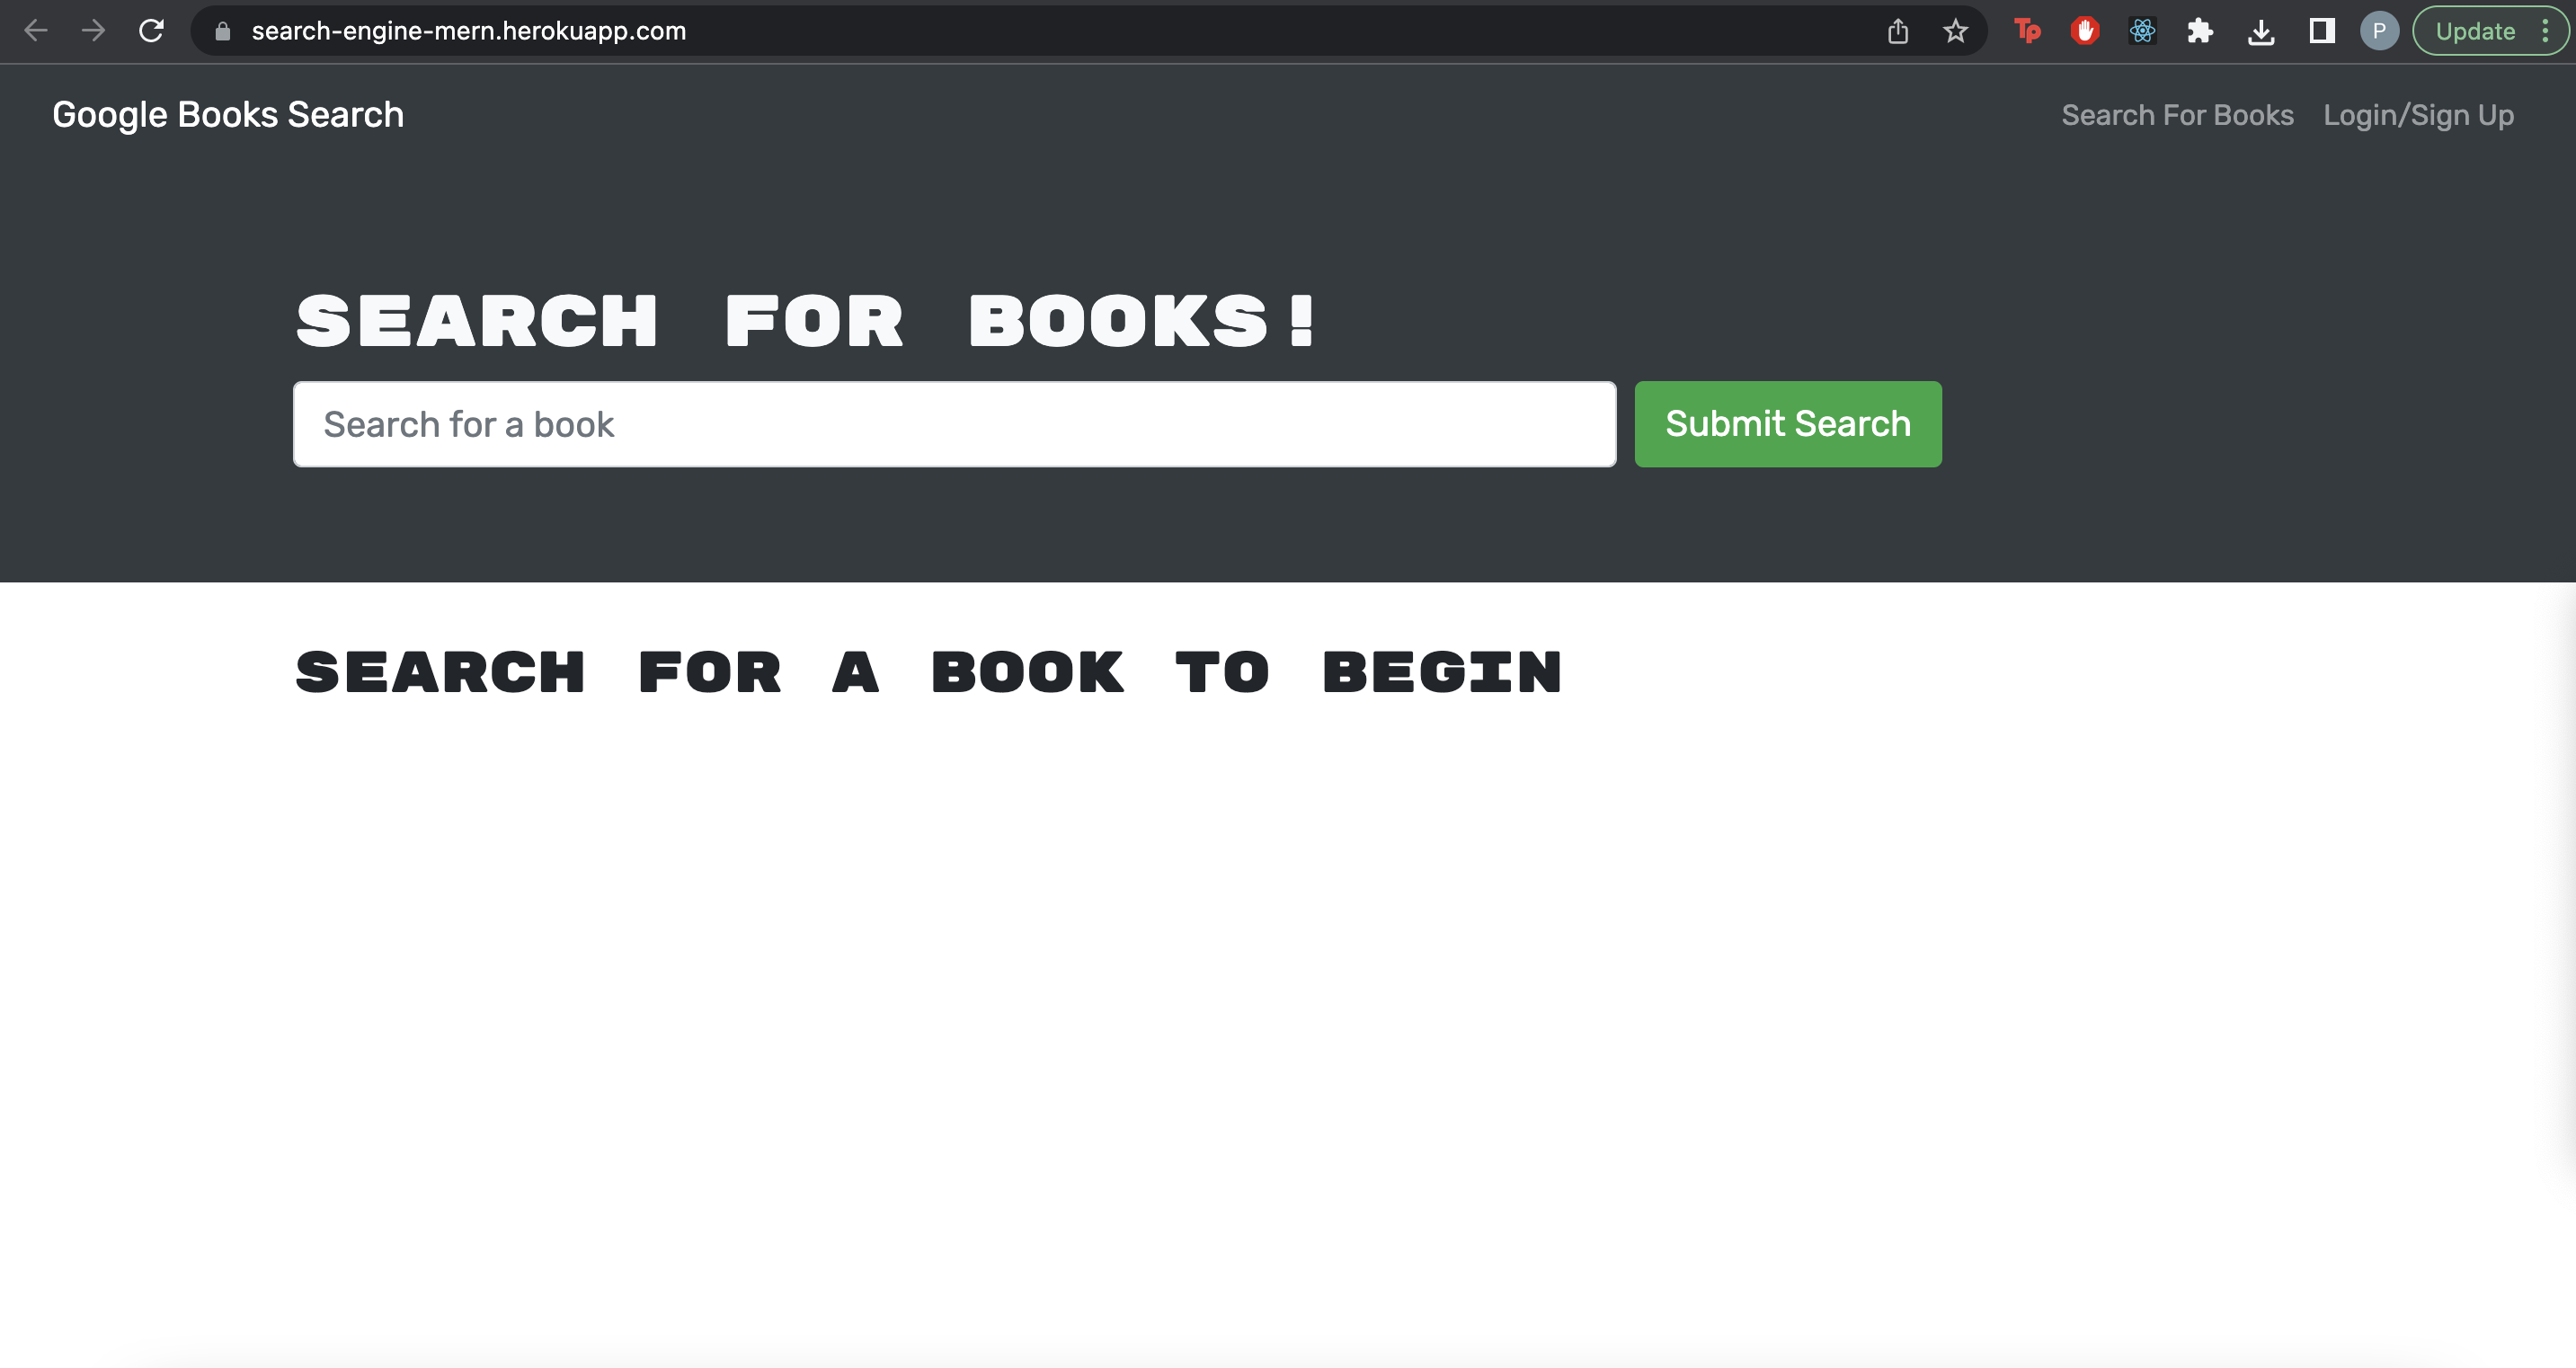 search-engine-mern.herokuapp.com
Tp
P
Update
Google Books Search
Search For Books
Login/Sign Up
SEARCH FOR BOOKS!
Search for a book
Submit Search
SEARCH FOR A BOOK TO BEGIN